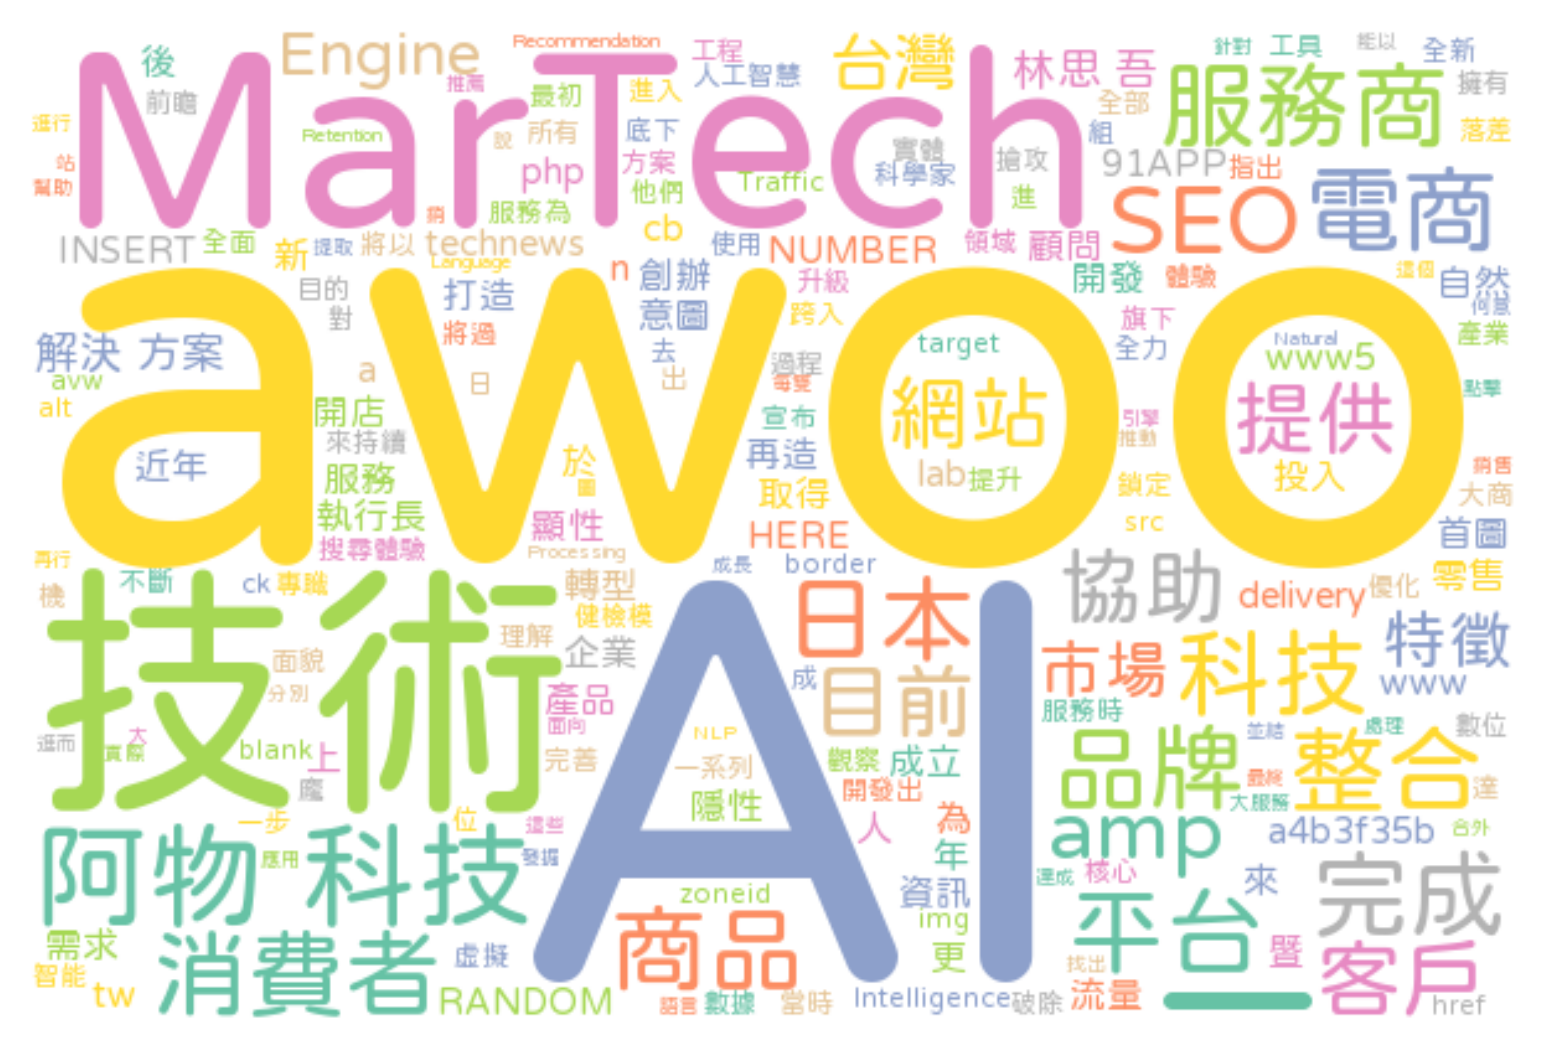 後
Engine
Recommendation
工程
台灣
林思 吾
針對
工具
能以
全新
前瞻
MarTech
推薦
最初
進入
人工智慧
全部
服務商
擁有
進行
Retention
說
所有
底下
組
落差
站
php
方案
實體
搶攻
91APP
指出
幫助
他們
Traffic
科學家
進
SEO
電商
銷
服務為
cb
INSERT
全面
新
提取
將以
technews
使用
NUMBER
領域
顧問
Language
n
創辦
升級
開發
體驗
這個
自然
目的
打造
意圖
跨入
旗下
何意
對
將過
去
過程
target
全力
Natural
產業
解決 方案
awoo
www5
avw
a
日
出
每雙
網站
提供
點擊
alt
開店
宣布
引擎
來持續
推動
近年
於
再造
lab
提升
投入
銷售
服務
圖
取得
鎖定
大商
執行長
顯性
HERE
src
首圖
搜尋體驗
Processing
再行
不斷
ck
專職
轉型
成長
border
協助
delivery
優化
零售
機
技術
健檢模
AI
日本
理解
企業
市場
科技
特徵
面貌
成
目前
www
分別
產品
服務時
大
面向
NLP
品牌
並結
處理
數位
進而
實際
blank
上
完善
一系列
觀察
成立
整合
魔
隱性
開發出
最終
大服務
達
一步
位
這些
人
為
amp
a4b3f35b
合外
阿物 科技
應用
發掘
年
達成
核心
來
完成
zoneid
資訊
img
平台
需求
消費者
虛擬
商品
更
找出
暨
客戶
智能
tw
RANDOM
語言
數據
當時
Intelligence
破除
流量
一
href